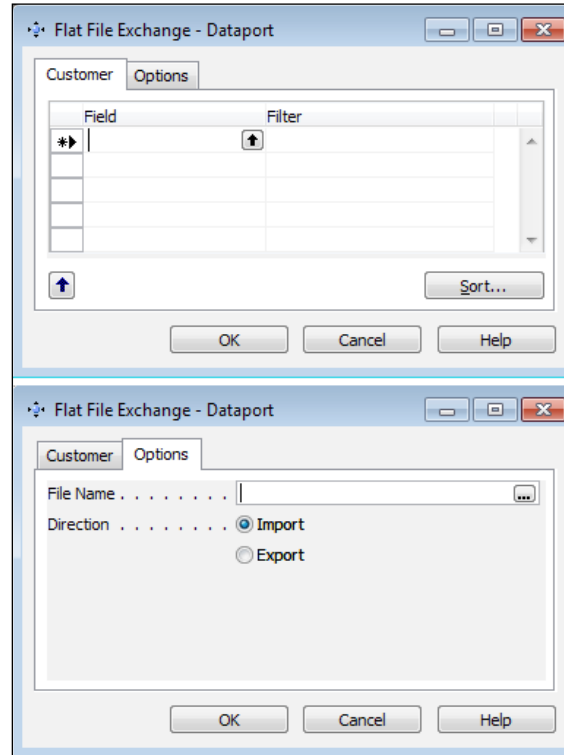 Flat File Exchange - Dataport
Customer Options
Field Filter
Sort...
OK Cancel Help
Flat File Exchange - Dataport
Customer Options
File Name . . . . . . . .
...
Direction . . . . . . . . Import
Export
OK Cancel Help